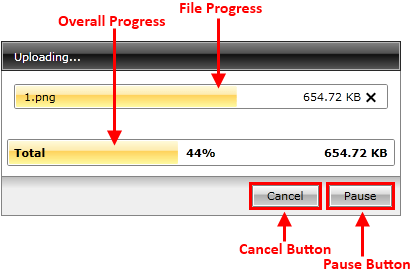 File Progress
Overall Progress
Uploading...
1.png 654.72 KB
Total 44% 654.72 KB
Cancel Pause
Cancel Button
Pause Button